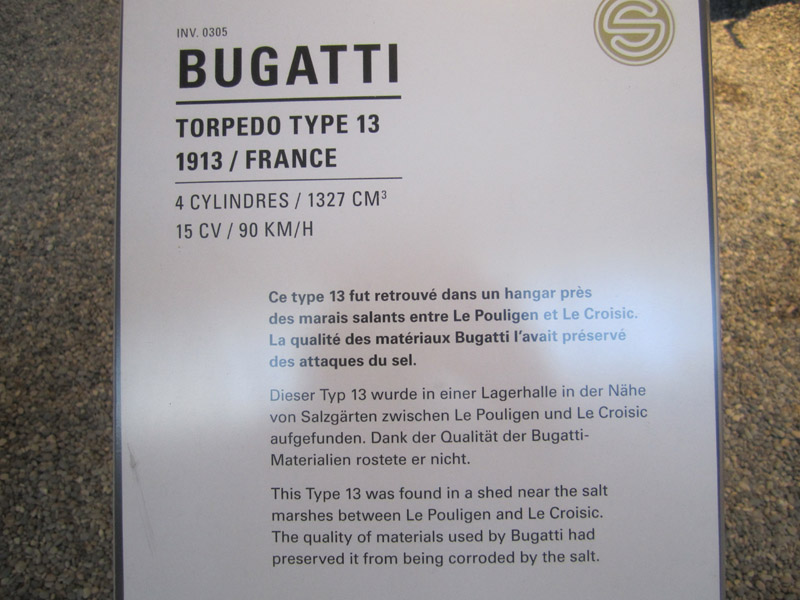 INV. 0305
BUGATTI
TORPEDO TYPE 13
1913 / FRANCE
4 CYLINDRES / 1327 CM³
15 CV / 90 KM/H
Ce type 13 fut retrouvé dans un hangar près
des marais salants entre Le Pouligen et Le Croisic.
La qualité des matériaux Bugatti l'avait préservé
des attaques du sel.
Dieser Typ 13 wurde in einer Lagerhalle in der Nähe
von Salzgärten zwischen Le Pouligen und Le Croisic
aufgefunden. Dank der Qualität der Bugatti-
Materialien rostete er nicht.
This Type 13 was found in a shed near the salt
marshes between Le Pouligen and Le Croisic.
The quality of materials used by Bugatti had
preserved it from being corroded by the salt.